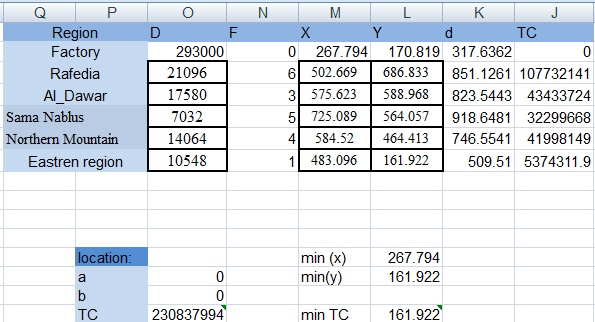 Q P O N M L K J
Region D F X Y d TC
Factory 293000 0 267.794 170.819 317.6362 0
Rafedia 21096 6 502.669 686.833 851.1261 107732141
Al_Dawar 17580 3 575.623 588.968 823.5443 43433724
Sama Nablus 7032 5 725.089 564.057 918.6481 32299668
Northern Mountain 14064 4 584.52 464.413 746.5541 41998149
Eastren region 10548 1 483.096 161.922 509.51 5374311.9
location: min (x) 267.794
a 0 min(y) 161.922
b 0
TC 230837994 min TC 161.922